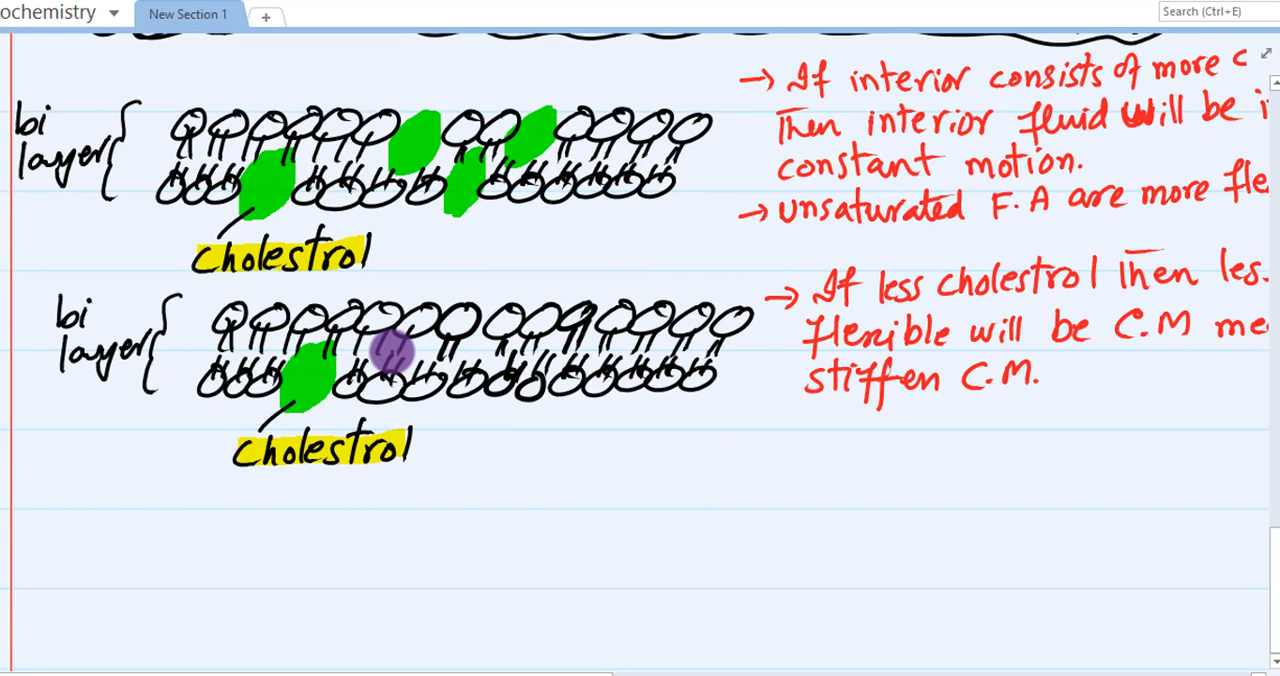 ochemistry
New Section 1
Search (Ctrl+E)
bi
layer
cholestrol
→ If interior consists of more c
Then interior fluid will be i
constant motion.
→ Unsaturated F.A are more fle
bi
layer
cholestrol
→ If less cholestrol Then les
flexible will be C.M me
stiffen C.M.